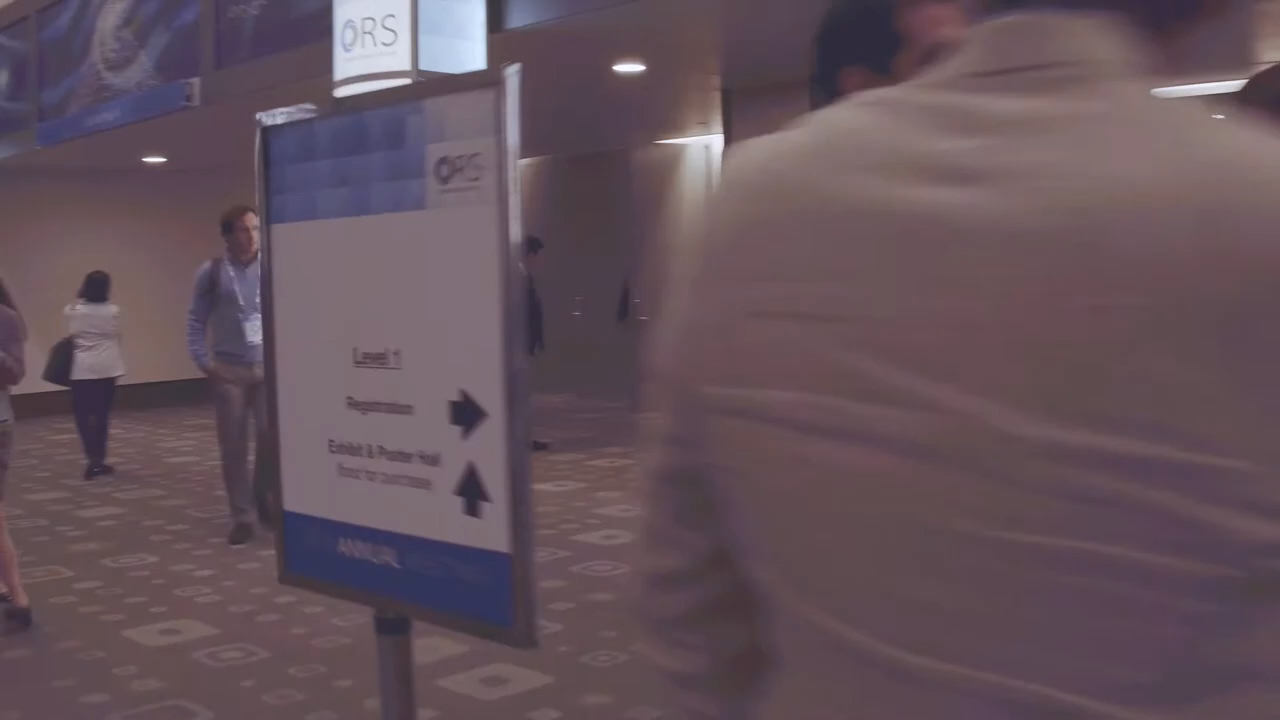 ORS
ORS
Level 1
Registration
Exhibit & Poster Hall
ANNUAL